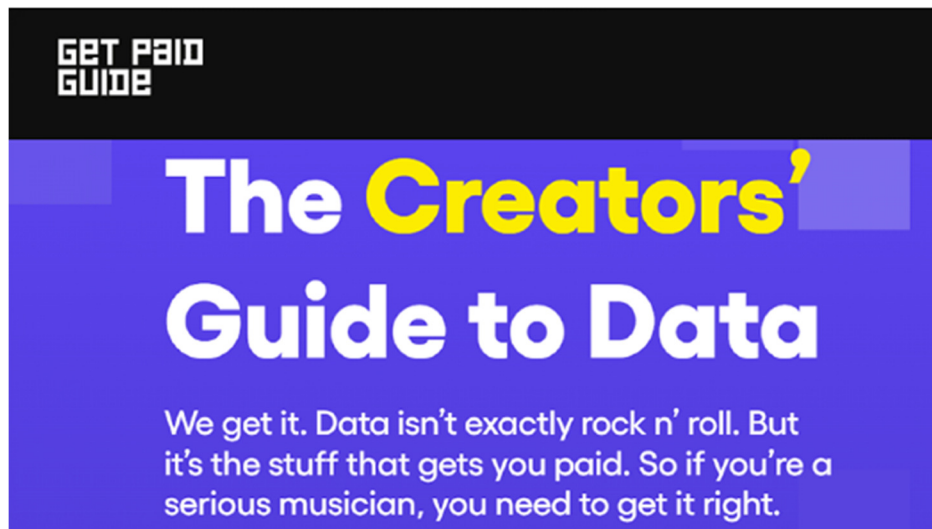 GET PAID
GUIDE
The Creators’
Guide to Data
We get it. Data isn’t exactly rock n’ roll. But
it’s the stuff that gets you paid. So if you’re a
serious musician, you need to get it right.